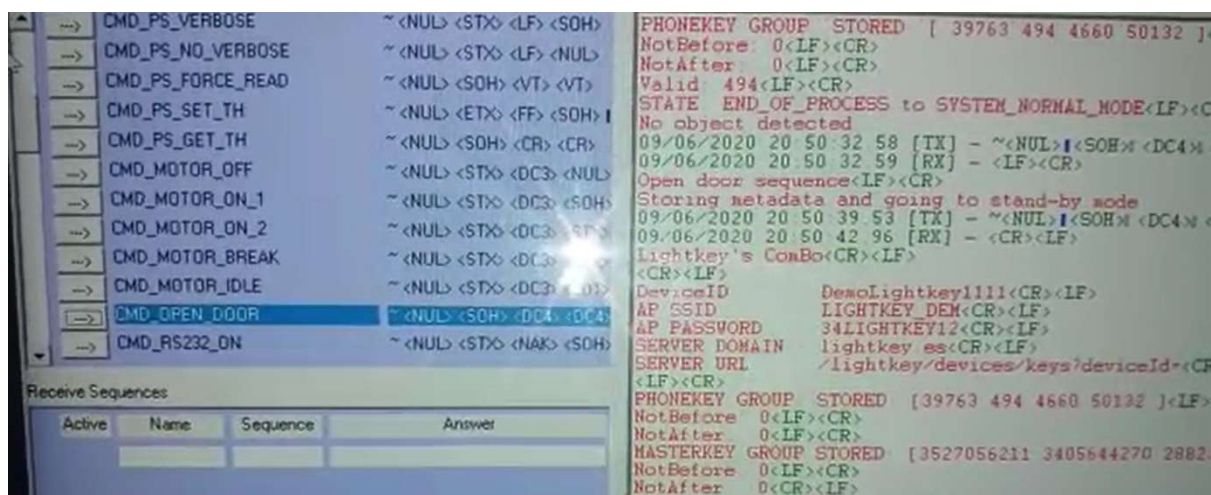 CMD_PS_VERBOSE ~ <NUL> <STX> <LF> <SOH>
CMD_PS_NO_VERBOSE ~ <NUL> <STX> <LF> <NUL>
CMD_PS_FORCE_READ ~ <NUL> <SOH> <VT> <VT>
CMD_PS_SET_TH ~ <NUL> <ETX> <FF> <SOH>
CMD_PS_GET_TH ~ <NUL> <SOH> <CR> <CR>
CMD_MOTOR_OFF ~ <NUL> <STX> <DC3> <NUL>
CMD_MOTOR_ON_1 ~ <NUL> <STX> <DC3> <SOH>
CMD_MOTOR_ON_2 ~ <NUL> <STX> <DC3>
CMD_MOTOR_BREAK ~ <NUL> <STX>
CMD_MOTOR_IDLE ~ <NUL> <STX> <DC3>
CMD_OPEN_DOOR ~ <NUL> <SOH> <DC4> <DC4>
CMD_RS232_ON ~ <NUL> <STX> <NAK> <SOH>
Receive Sequences
Active Name Sequence Answer
PHONEKEY GROUP STORED [ 39763 494 4660 50132 ]
NotBefore: 0<LF><CR>
NotAfter: 0<LF><CR>
Valid: 494<LF><CR>
STATE END_OF_PROCESS to SYSTEM_NORMAL_MODE<LF><C
No object detected
09/06/2020 20:50:32.58 [TX] - ~<NUL> <SOH> <DC4>
09/06/2020 20:50:32.59 [RX] - <LF><CR>
Open door sequence<LF><CR>
Storing metadata and going to stand-by mode
09/06/2020 20:50:39.53 [TX] - ~<NUL> <SOH> <DC4>
09/06/2020 20:50:42.96 [RX] - <CR><LF>
Lightkey's ComBo<CR><LF>
<CR><LF>
DeviceID DemoLightkey1111<CR><LF>
AP SSID LIGHTKEY_DEM<CR><LF>
AP PASSWORD 34LIGHTKEY12<CR><LF>
SERVER DOMAIN lightkey.es<CR><LF>
SERVER URL /lightkey/devices/keys?deviceId=<CR
<LF><CR>
PHONEKEY GROUP STORED [39763 494 4660 50132 ]<LF>
NotBefore 0<LF><CR>
NotAfter: 0<LF><CR>
MASTERKEY GROUP STORED [3527056211 3405644270 2882
NotBefore 0<LF><CR>
NotAfter 0<CR><LF>